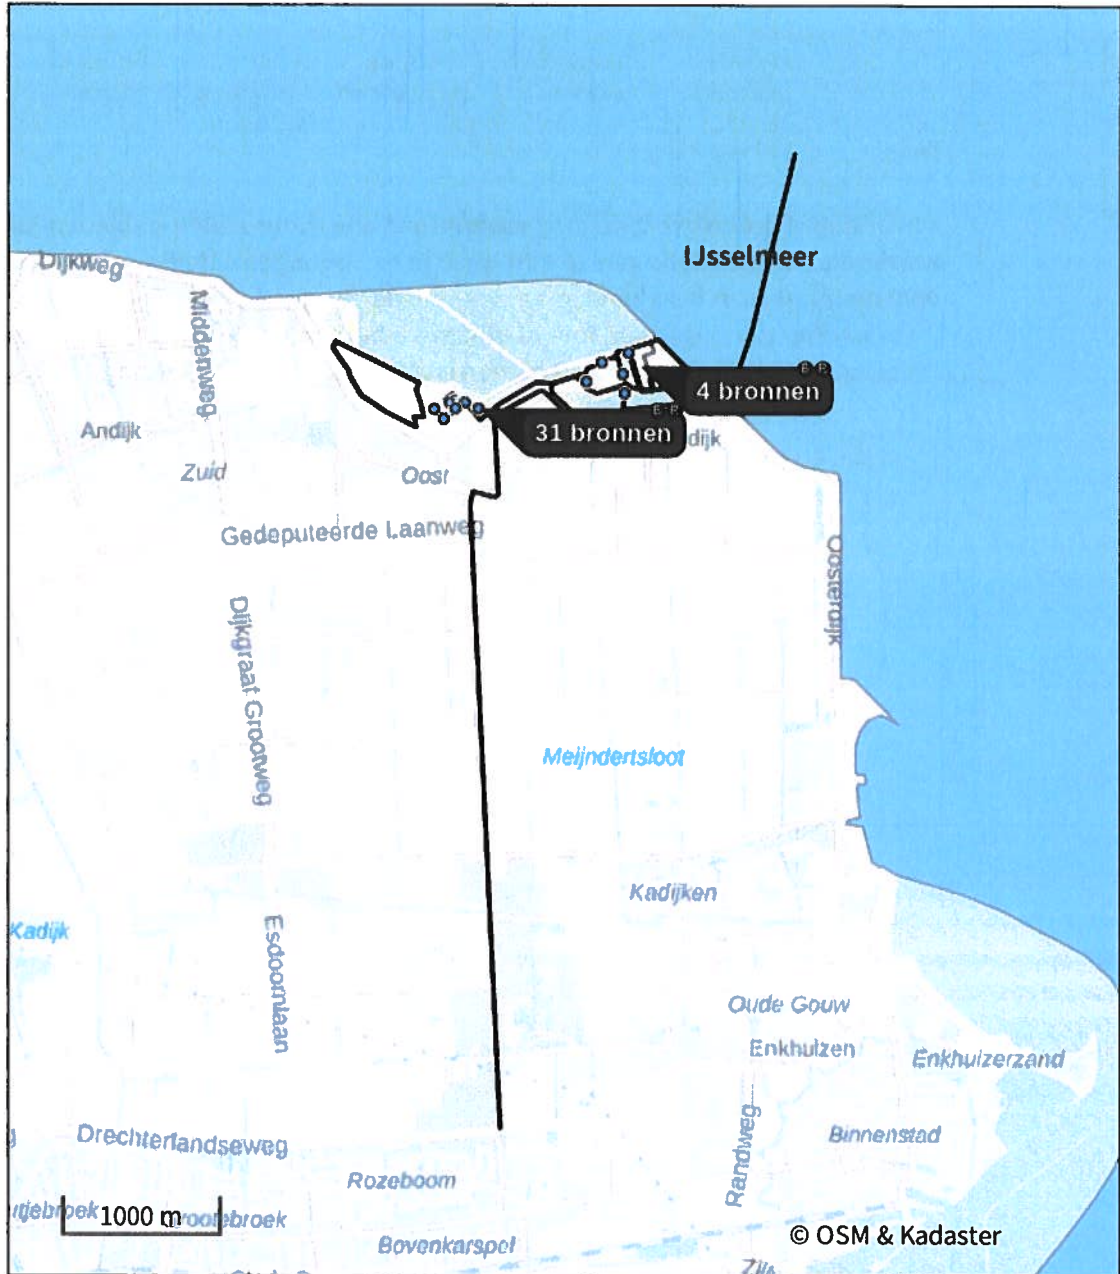 IJsselmeer
Dijkweg
Middenweg
4 bronnen
31 bronnen
dijk
Andijk
Zuid
Oost
Gedeputeerde Laanweg
Oosterdijk
Dijkgraaf Grootweg
Meijndertsloot
Kadijken
Kadijk
Esdoornlaan
Oude Gouw
Enkhuizen
Enkhuizerzand
Randweg
Binnenstad
Drechterlandseweg
Rozeboom
1000 m
rootebroek
Bovenkarspel
© OSM & Kadaster